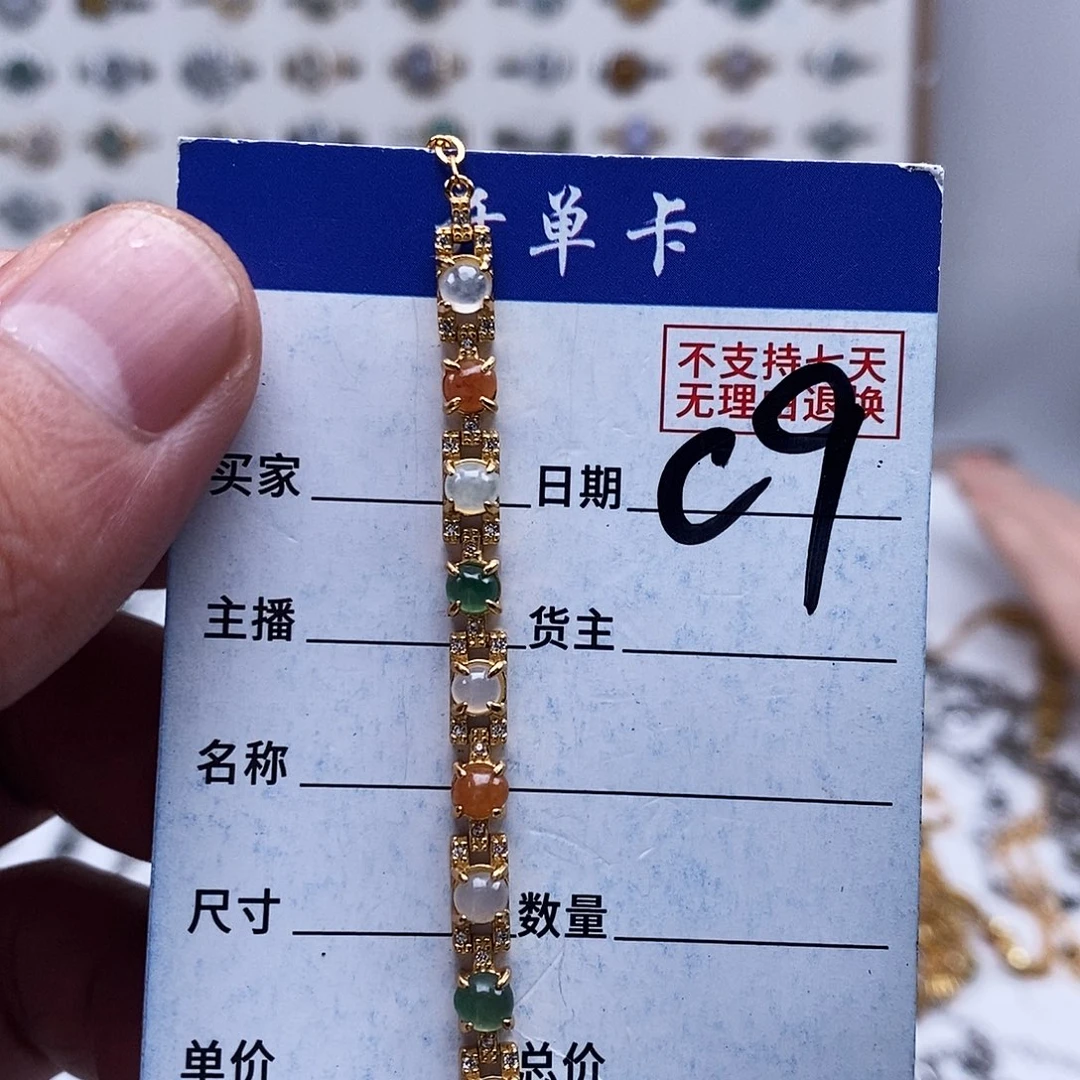 单卡
不支持七天
无理由退换
c9
买家 日期
主播 货主
名称
尺寸 数量
单价 总价